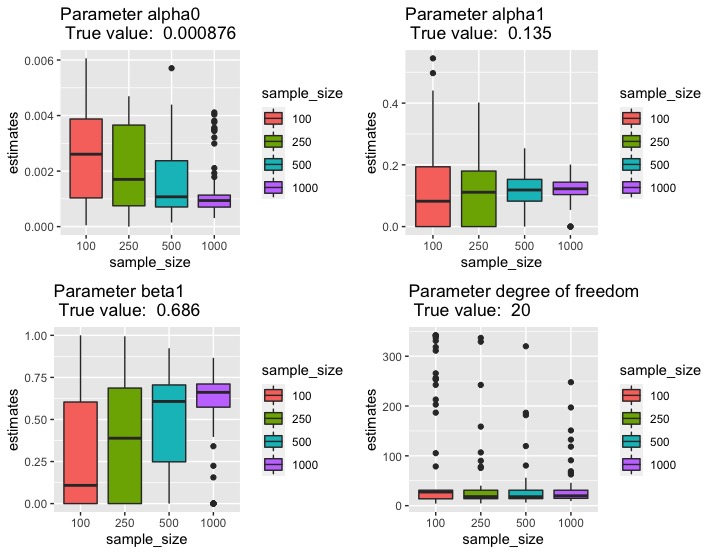 Parameter alpha0
True value: 0.000876
estimates
0.006
0.004
0.002
0.000
100
250
500
1000
sample_size
sample_size
100
250
500
1000
Parameter alpha1
True value: 0.135
estimates
0.4
0.2
0.0
100
250
500
1000
sample_size
sample_size
100
250
500
1000
Parameter beta1
True value: 0.686
estimates
1.00
0.75
0.50
0.25
0.00
100
250
500
1000
sample_size
sample_size
100
250
500
1000
Parameter degree of freedom
True value: 20
estimates
300
200
100
0
100
250
500
1000
sample_size
sample_size
100
250
500
1000